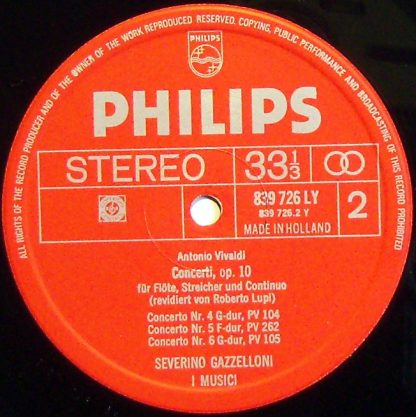 ALL RIGHTS OF THE RECORD PRODUCER AND OF THE OWNER OF THE WORK REPRODUCED RESERVED. COPYING, PUBLIC PERFORMANCE AND BROADCASTING OF THIS RECORD PROHIBITED
PHILIPS
PHILIPS
STEREO 33 1/3
839 726 LY
839 726.2 Y
MADE IN HOLLAND
2
Antonio Vivaldi
Concerti, op. 10
für Flöte, Streicher und Continuo
(revidiert von Roberto Lupi)
Concerto Nr. 4 G-dur, PV 104
Concerto Nr. 5 F-dur, PV 262
Concerto Nr. 6 G-dur, PV 105
SEVERINO GAZZELLONI
I MUSICI